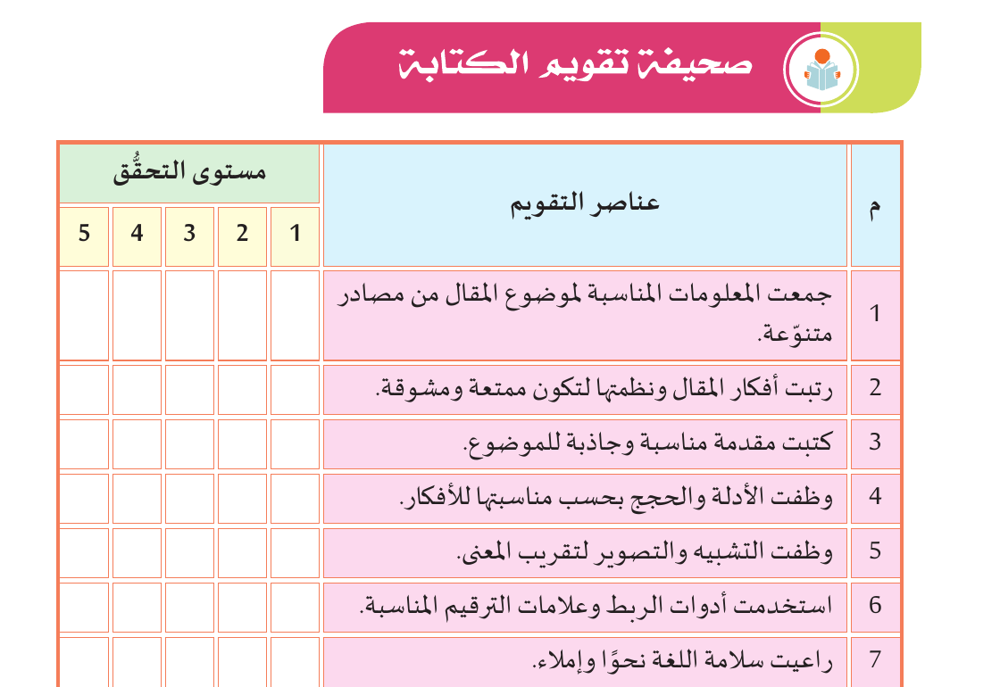 صحيفة تقويم الكتابة
م عناصر التقويم مستوى التحقُّق
1 2 3 4 5
1 جمعت المعلومات المناسبة لموضوع المقال من مصادر
متنوّعة.
2 رتبت أفكار المقال ونظمتها لتكون ممتعة ومشوقة.
3 كتبت مقدمة مناسبة وجاذبة للموضوع.
4 وظفت الأدلة والحجج بحسب مناسبتها للأفكار.
5 وظفت التشبيه والتصوير لتقريب المعنى.
6 استخدمت أدوات الربط وعلامات الترقيم المناسبة.
7 راعيت سلامة اللغة نحوًا وإملاء.